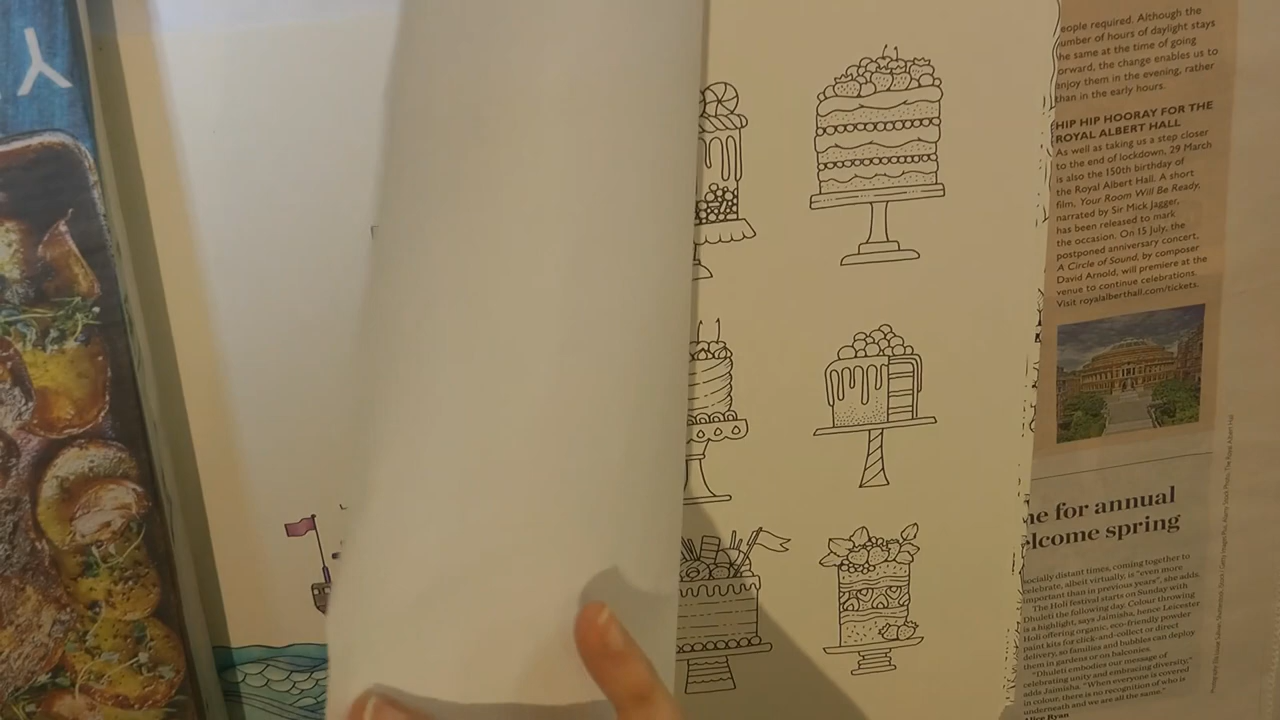 Y
eople required. Although the
umber of hours of daylight stays
he same at the time of going
orward, the change enables us to
enjoy them in the evening, rather
than in the early hours.
HIP HIP HOORAY FOR THE
ROYAL ALBERT HALL
As well as taking us a step closer
to the end of lockdown, 29 March
is also the 150th birthday of
the Royal Albert Hall. A short
film, Your Room Will Be Ready,
narrated by Sir Mick Jagger,
has been released to mark
the occasion. On 15 July, the
postponed anniversary concert,
A Circle of Sound, by composer
David Arnold, will premiere at the
venue to continue celebrations.
Visit royalalberthall.com/tickets.
ne for annual
elcome spring
socially distant times, coming together to
celebrate, albeit virtually, is "even more
important than in previous years", she adds.
The Holi festival starts on Sunday with
Dhuleti the following day. Colour throwing
is a highlight, says Jaimisha, hence Leicester
Holi offering organic, eco-friendly powder
paint kits for click-and-collect or direct
delivery, so families and bubbles can deploy
them in gardens or on balconies.
"Dhuleti embodies our message of
celebrating unity and embracing diversity,"
adds Jaimisha. "When everyone is covered
in colour, there is no recognition of who is
underneath and we are all the same."
Alice Ryan